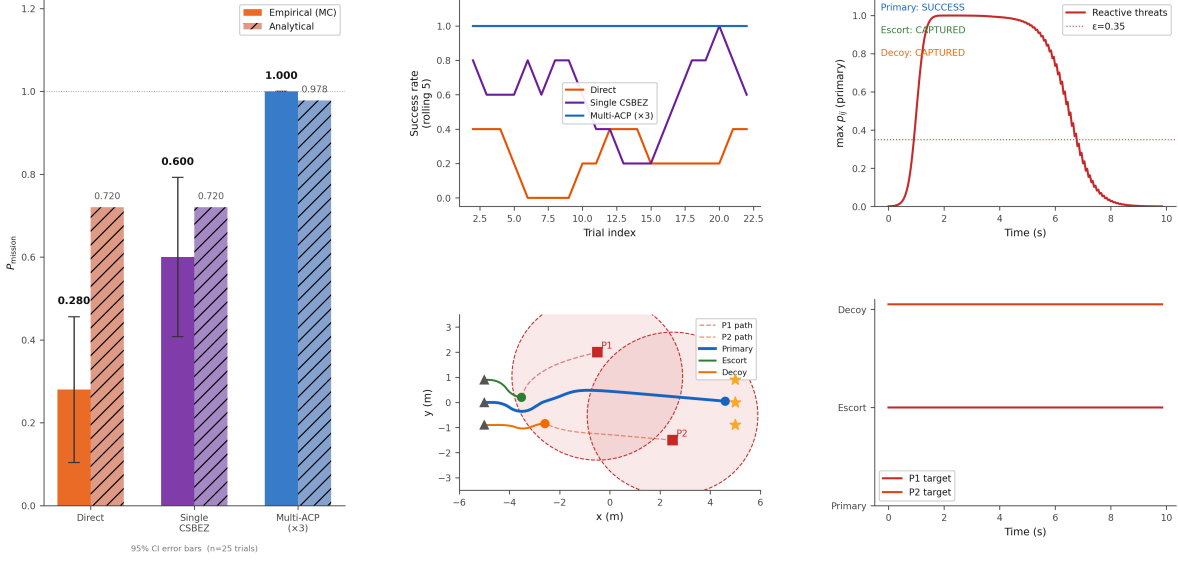 1.2
1.0
0.8
0.6
0.4
0.2
0.0
P_mission
Empirical (MC)
Analytical
0.280
0.720
0.600
0.720
1.000
0.978
Direct
Single
CSBEZ
Multi-ACP
(×3)
95% CI error bars (n=25 trials)
Success rate
(rolling 5)
1.0
0.8
0.6
0.4
0.2
0.0
Direct
Single CSBEZ
Multi-ACP (×3)
2.5 5.0 7.5 10.0 12.5 15.0 17.5 20.0 22.5
Trial index
max p_ij (primary)
1.0
0.8
0.6
0.4
0.2
0.0
Primary: SUCCESS
Escort: CAPTURED
Decoy: CAPTURED
Reactive threats
ε=0.35
0 2 4 6 8 10
Time (s)
y (m)
3
2
1
0
−1
−2
−3
P1
P2
P1 path
P2 path
Primary
Escort
Decoy
−6 −4 −2 0 2 4 6
x (m)
Decoy
Escort
Primary
P1 target
P2 target
0 2 4 6 8 10
Time (s)